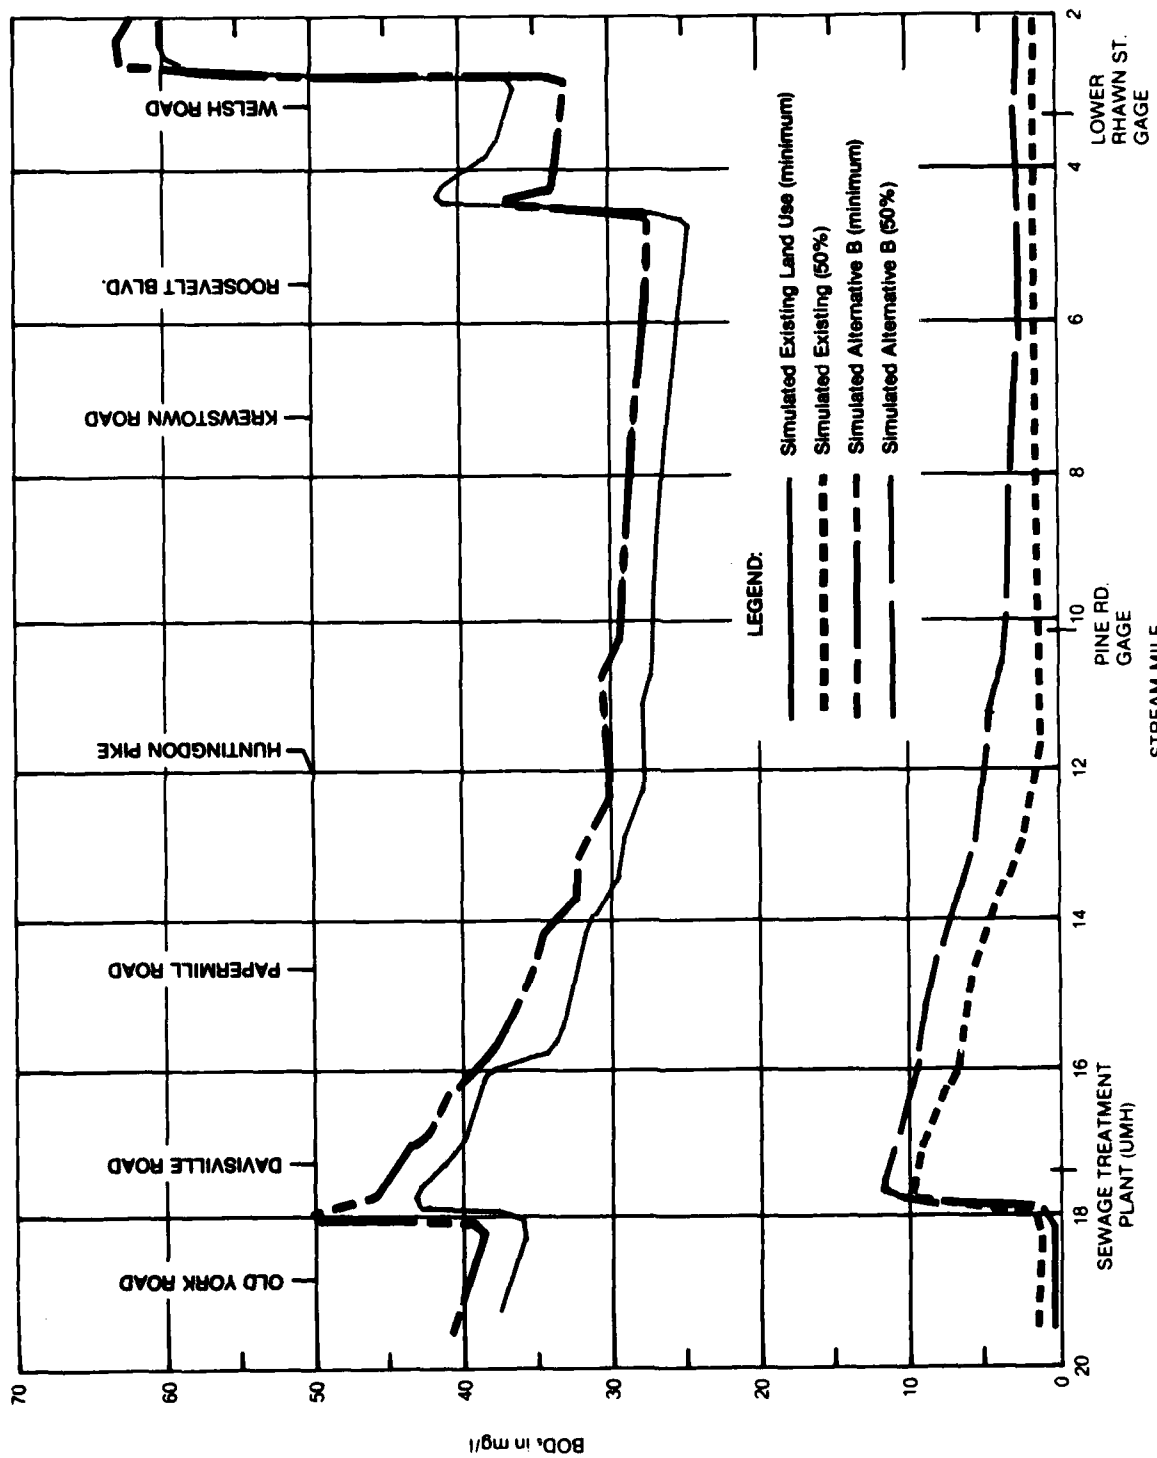 BOD₅ in mg/l
70
60
50
40
30
20
10
0
OLD YORK ROAD
DAVISVILLE ROAD
PAPERMILL ROAD
HUNTINGDON PIKE
KREWSTOWN ROAD
ROOSEVELT BLVD.
WELSH ROAD
LEGEND:
Simulated Existing Land Use (minimum)
Simulated Existing (50%)
Simulated Alternative B (minimum)
Simulated Alternative B (50%)
20
18
16
14
12
10
8
6
4
2
SEWAGE TREATMENT
PLANT (UMH)
PINE RD.
GAGE
LOWER
RHAWN ST.
GAGE
STREAM MILE